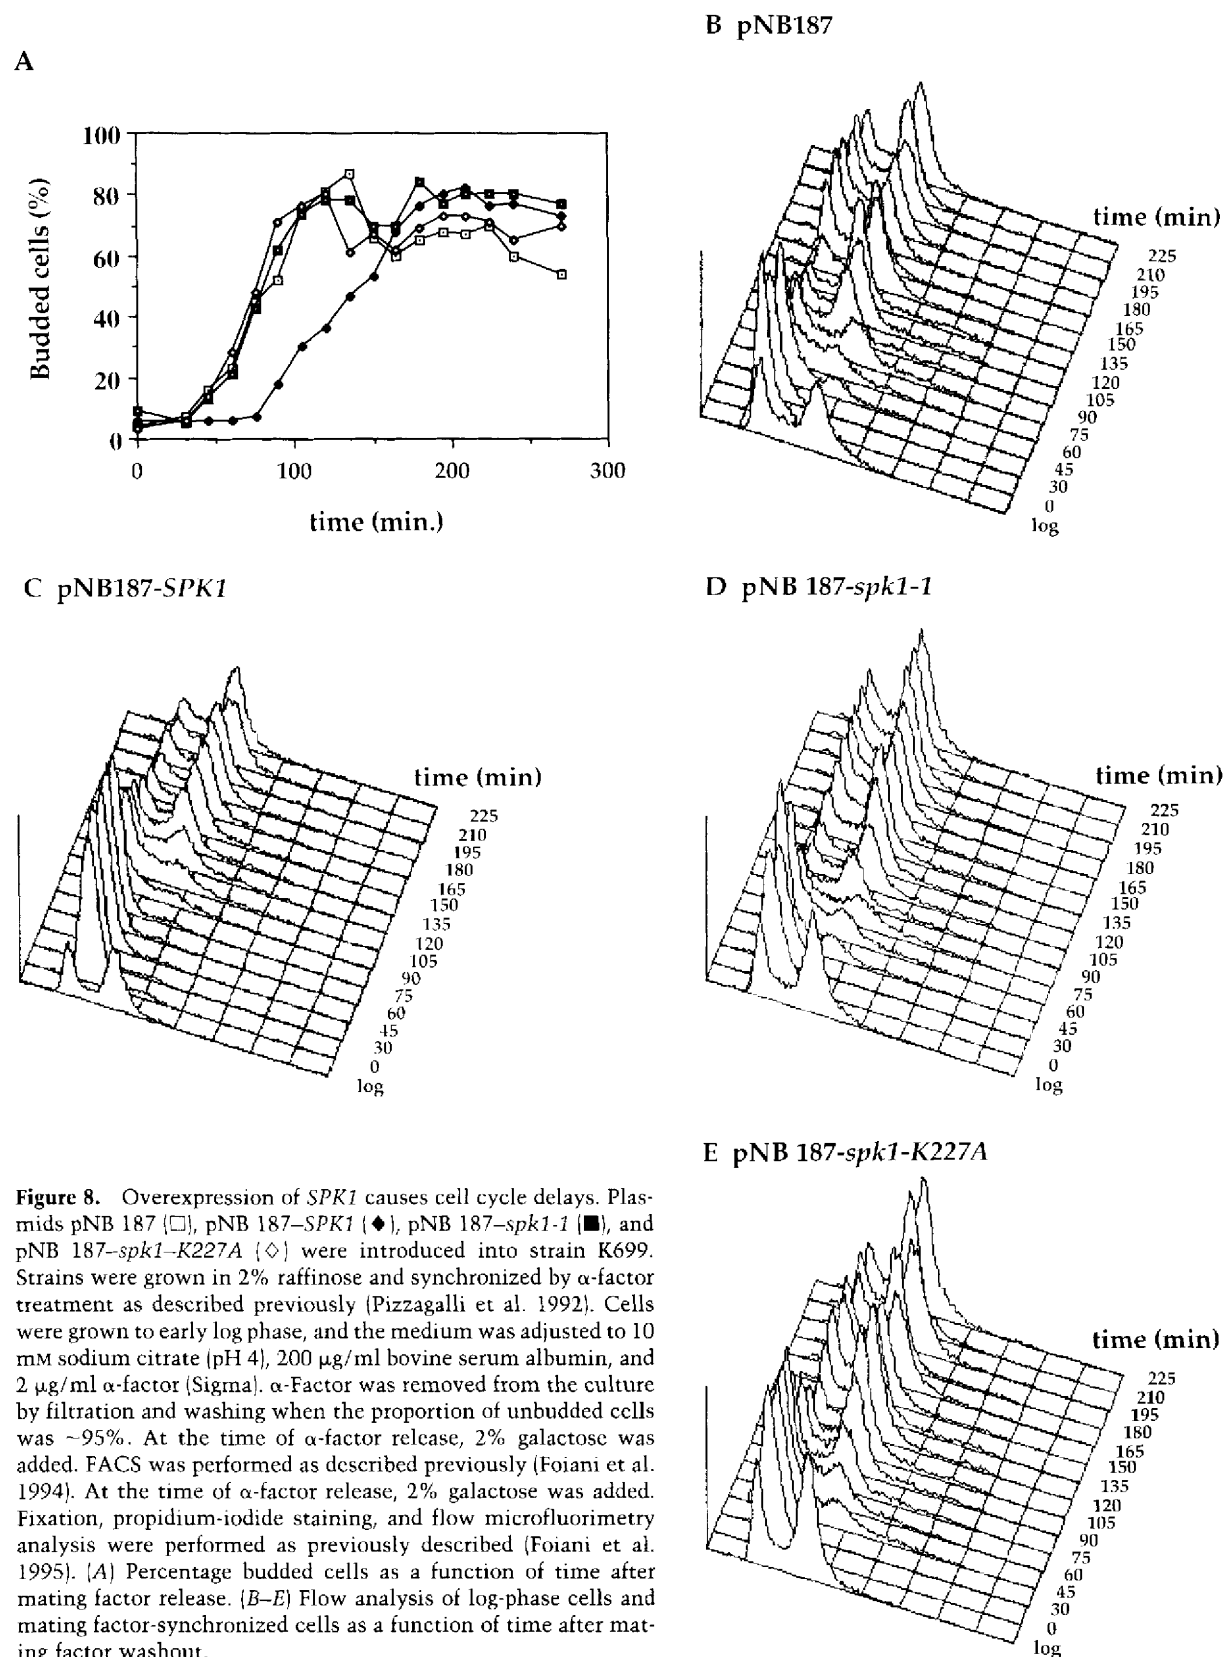 A
100
80
60
40
20
0
Budded cells (%)
0 100 200 300
time (min.)
B pNB187
time (min)
225
210
195
180
165
150
135
120
105
90
75
60
45
30
0
log
C pNB187-SPK1
time (min)
225
210
195
180
165
150
135
120
105
90
75
60
45
30
0
log
D pNB 187-spk1-1
time (min)
225
210
195
180
165
150
135
120
105
90
75
60
45
30
0
log
E pNB 187-spk1-K227A
time (min)
225
210
195
180
165
150
135
120
105
90
75
60
45
30
0
log
Figure 8. Overexpression of SPK1 causes cell cycle delays. Plas-
mids pNB 187 (□), pNB 187–SPK1 (◆), pNB 187–spk1-1 (■), and
pNB 187–spk1–K227A (◇) were introduced into strain K699.
Strains were grown in 2% raffinose and synchronized by α-factor
treatment as described previously (Pizzagalli et al. 1992). Cells
were grown to early log phase, and the medium was adjusted to 10
mM sodium citrate (pH 4), 200 μg/ml bovine serum albumin, and
2 μg/ml α-factor (Sigma). α-Factor was removed from the culture
by filtration and washing when the proportion of unbudded cells
was ~95%. At the time of α-factor release, 2% galactose was
added. FACS was performed as described previously (Foiani et al.
1994). At the time of α-factor release, 2% galactose was added.
Fixation, propidium-iodide staining, and flow microfluorimetry
analysis were performed as previously described (Foiani et al.
1995). (A) Percentage budded cells as a function of time after
mating factor release. (B–E) Flow analysis of log-phase cells and
mating factor-synchronized cells as a function of time after mat-
ing factor washout.